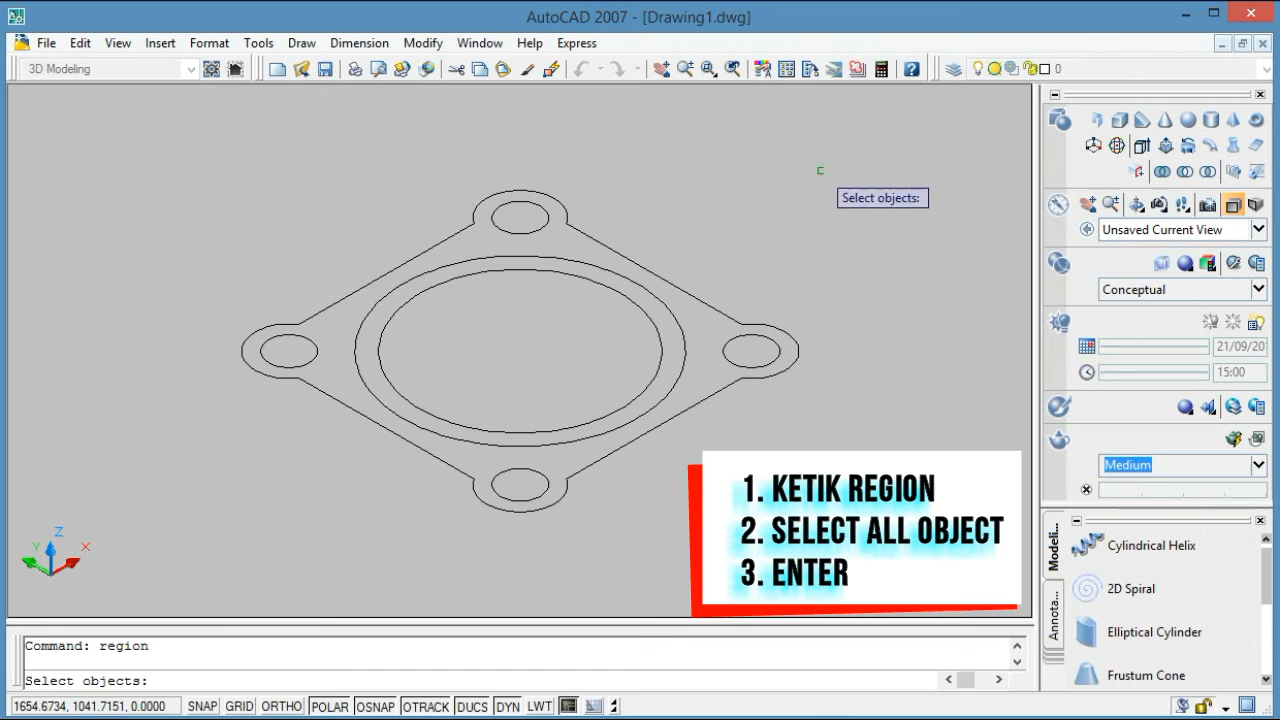 AutoCAD 2007 - [Drawing1.dwg]
File Edit View Insert Format Tools Draw Dimension Modify Window Help Express
3D Modeling
0
Select objects:
Unsaved Current View
Conceptual
21/09/20
15:00
Medium
1. KETIK REGION
2. SELECT ALL OBJECT
3. ENTER
Z
Y
X
Modeli...
Annota...
Cylindrical Helix
2D Spiral
Elliptical Cylinder
Frustum Cone
Command: region
Select objects:
1654.6734, 1041.7151, 0.0000 SNAP GRID ORTHO POLAR OSNAP OTRACK DUCS DYN LWT